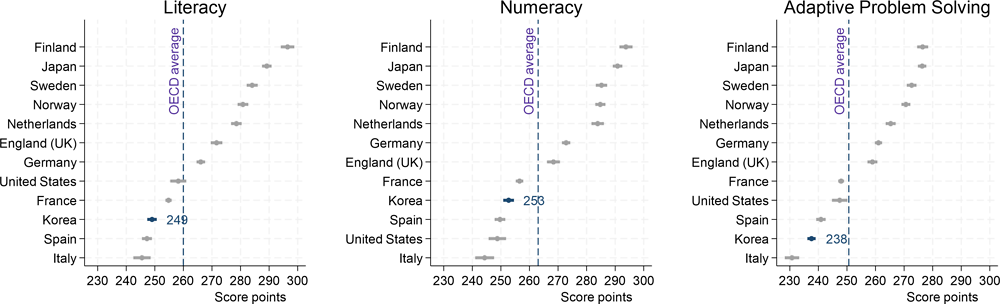 Literacy
OECD average
Finland
Japan
Sweden
Norway
Netherlands
England (UK)
Germany
United States
France
Korea
249
Spain
Italy
230 240 250 260 270 280 290 300
Score points
Numeracy
OECD average
Finland
Japan
Sweden
Norway
Netherlands
Germany
England (UK)
France
Korea
253
Spain
United States
Italy
230 240 250 260 270 280 290 300
Score points
Adaptive Problem Solving
OECD average
Finland
Japan
Sweden
Norway
Netherlands
Germany
England (UK)
France
United States
Spain
Korea
238
Italy
230 240 250 260 270 280 290 300
Score points